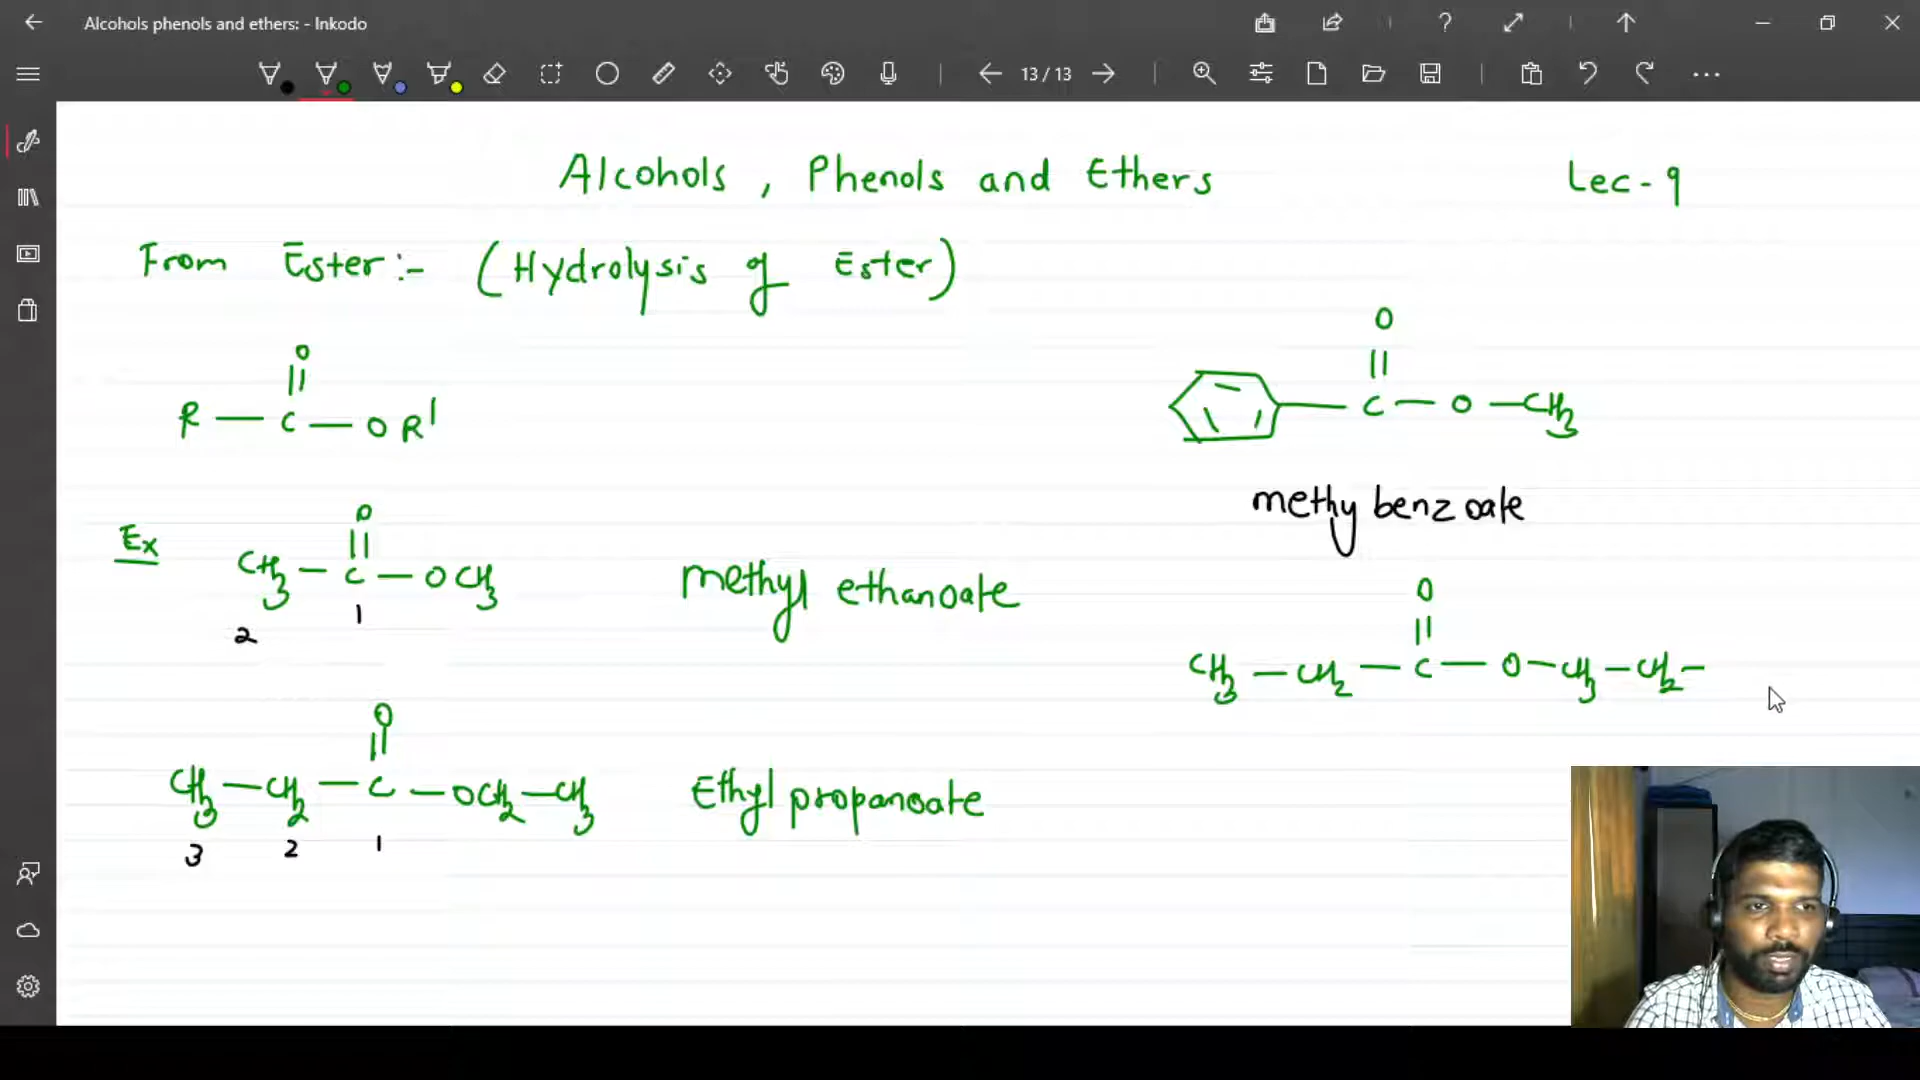 Alcohols phenols and ethers: - Inkodo
13 / 13
Alcohols, Phenols and Ethers
Lec-9
From Ester:- (Hydrolysis of Ester)
O
||
R — C — OR'
O
||
C — O — CH3
methy benzoate
Ex
O
||
CH3 — C — OCH3
2 1
methyl ethanoate
O
||
CH3 — CH2 — C — O — CH3 — CH2 —
O
||
CH3 — CH2 — C — OCH2 — CH3
3 2 1
Ethyl propanoate